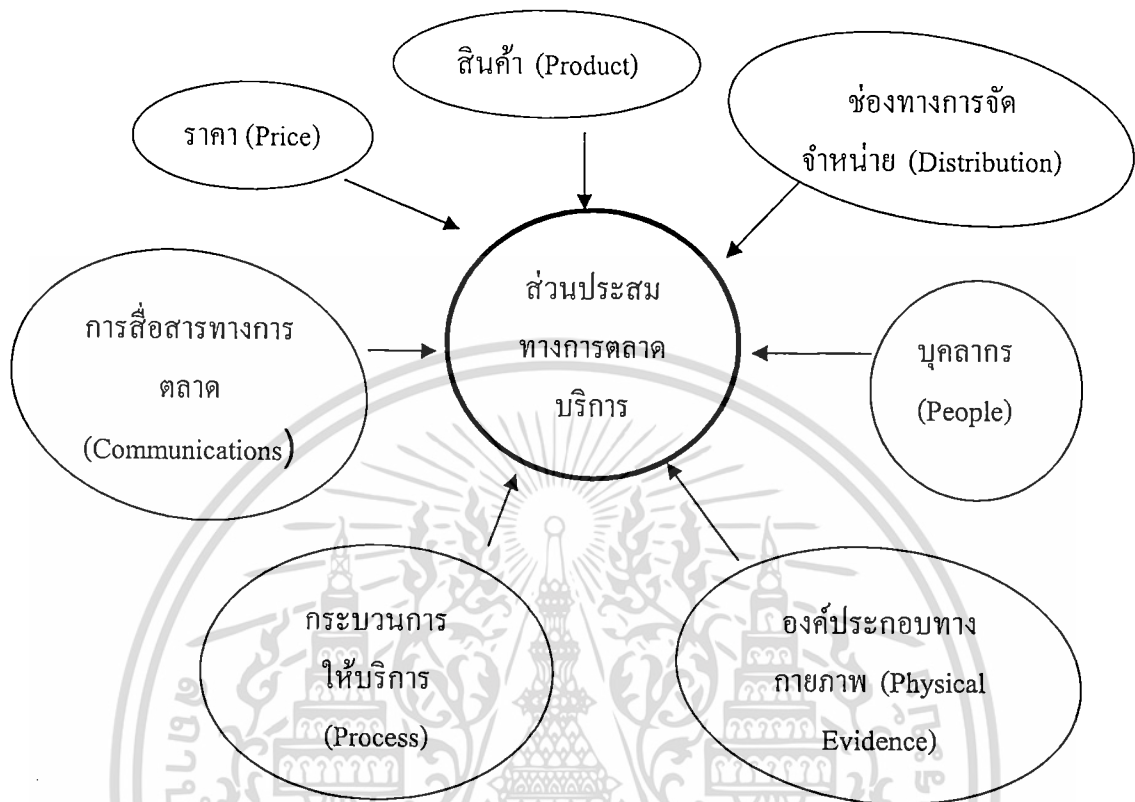 สินค้า (Product)
ราคา (Price)
ช่องทางการจัด
จำหน่าย (Distribution)
ส่วนประสม
ทางการตลาด
บริการ
การสื่อสารทางการ
ตลาด
(Communications)
บุคลากร
(People)
กระบวนการ
ให้บริการ
(Process)
องค์ประกอบทาง
กายภาพ (Physical
Evidence)